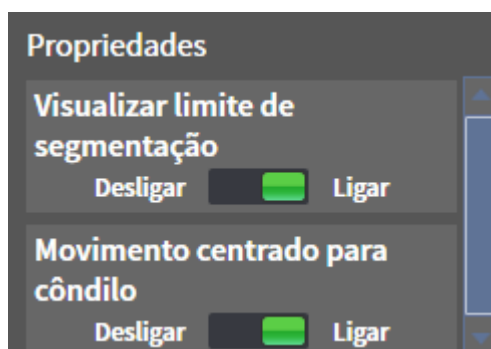 Propriedades
Visualizar limite de
segmentação
Desligar Ligar
Movimento centrado para
côndilo
Desligar Ligar